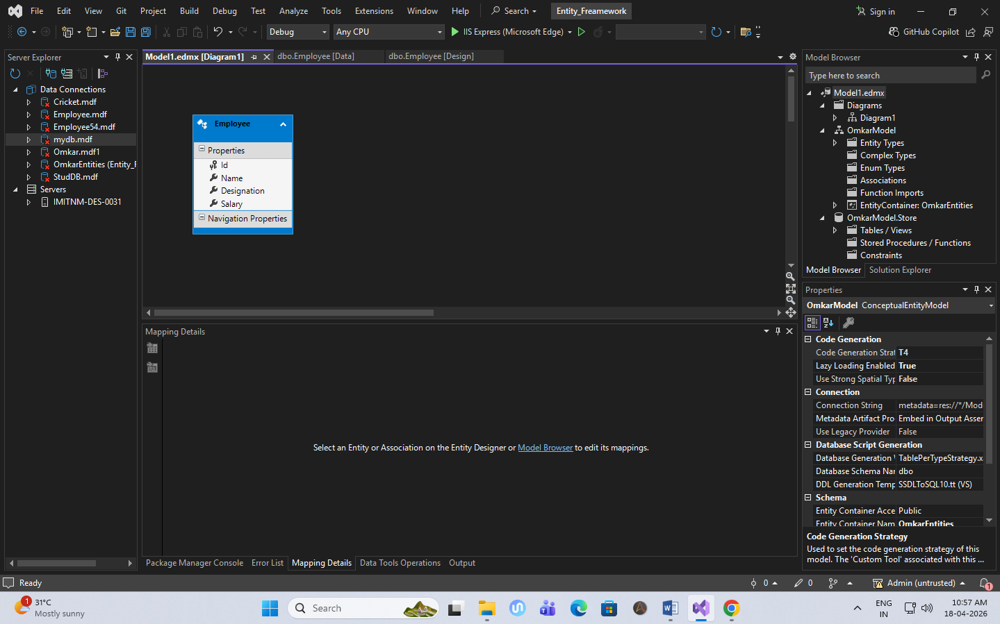 File Edit View Git Project Build Debug Test Analyze Tools Extensions Window Help Search Entity_Freamework Sign in
Debug Any CPU IIS Express (Microsoft Edge) GitHub Copilot
Server Explorer
Data Connections
Cricket.mdf
Employee.mdf
Employee54.mdf
mydb.mdf
Omkar.mdf1
OmkarEntities (Entity_F
StudDB.mdf
Servers
IMITNM-DES-0031
Model1.edmx [Diagram1] dbo.Employee [Data] dbo.Employee [Design]
Employee
Properties
Id
Name
Designation
Salary
Navigation Properties
Mapping Details
Select an Entity or Association on the Entity Designer or Model Browser to edit its mappings.
Package Manager Console Error List Mapping Details Data Tools Operations Output
Model Browser
Type here to search
Model1.edmx
Diagrams
Diagram1
OmkarModel
Entity Types
Complex Types
Enum Types
Associations
Function Imports
EntityContainer: OmkarEntities
OmkarModel.Store
Tables / Views
Stored Procedures / Functions
Constraints
Model Browser Solution Explorer
Properties
OmkarModel ConceptualEntityModel
Code Generation
Code Generation Strat T4
Lazy Loading Enabled True
Use Strong Spatial Typ False
Connection
Connection String metadata=res://*/Mod
Metadata Artifact Pro Embed in Output Asser
Use Legacy Provider False
Database Script Generation
Database Generation W TablePerTypeStrategy.x
Database Schema Nar dbo
DDL Generation Temp SSDLToSQL10.tt (VS)
Schema
Entity Container Acce Public
Entity Container Nam OmkarEntities
Code Generation Strategy
Used to set the code generation strategy of this
model. The 'Custom Tool' associated with this ...
Ready 0 0 Admin (untrusted) 1
1 31°C
Mostly sunny
Search
ENG
IN
10:57 AM
18-04-2026